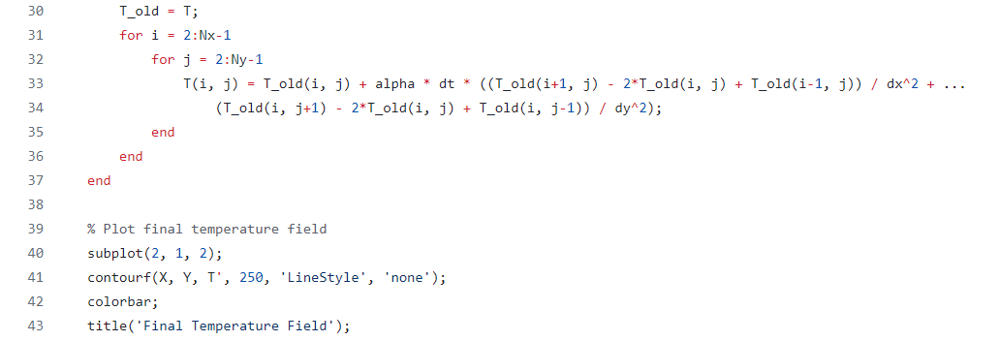 30 T_old = T;
31 for i = 2:Nx-1
32 for j = 2:Ny-1
33 T(i, j) = T_old(i, j) + alpha * dt * ((T_old(i+1, j) - 2*T_old(i, j) + T_old(i-1, j)) / dx^2 + ...
34 (T_old(i, j+1) - 2*T_old(i, j) + T_old(i, j-1)) / dy^2);
35 end
36 end
37 end
38
39 % Plot final temperature field
40 subplot(2, 1, 2);
41 contourf(X, Y, T', 250, 'LineStyle', 'none');
42 colorbar;
43 title('Final Temperature Field');